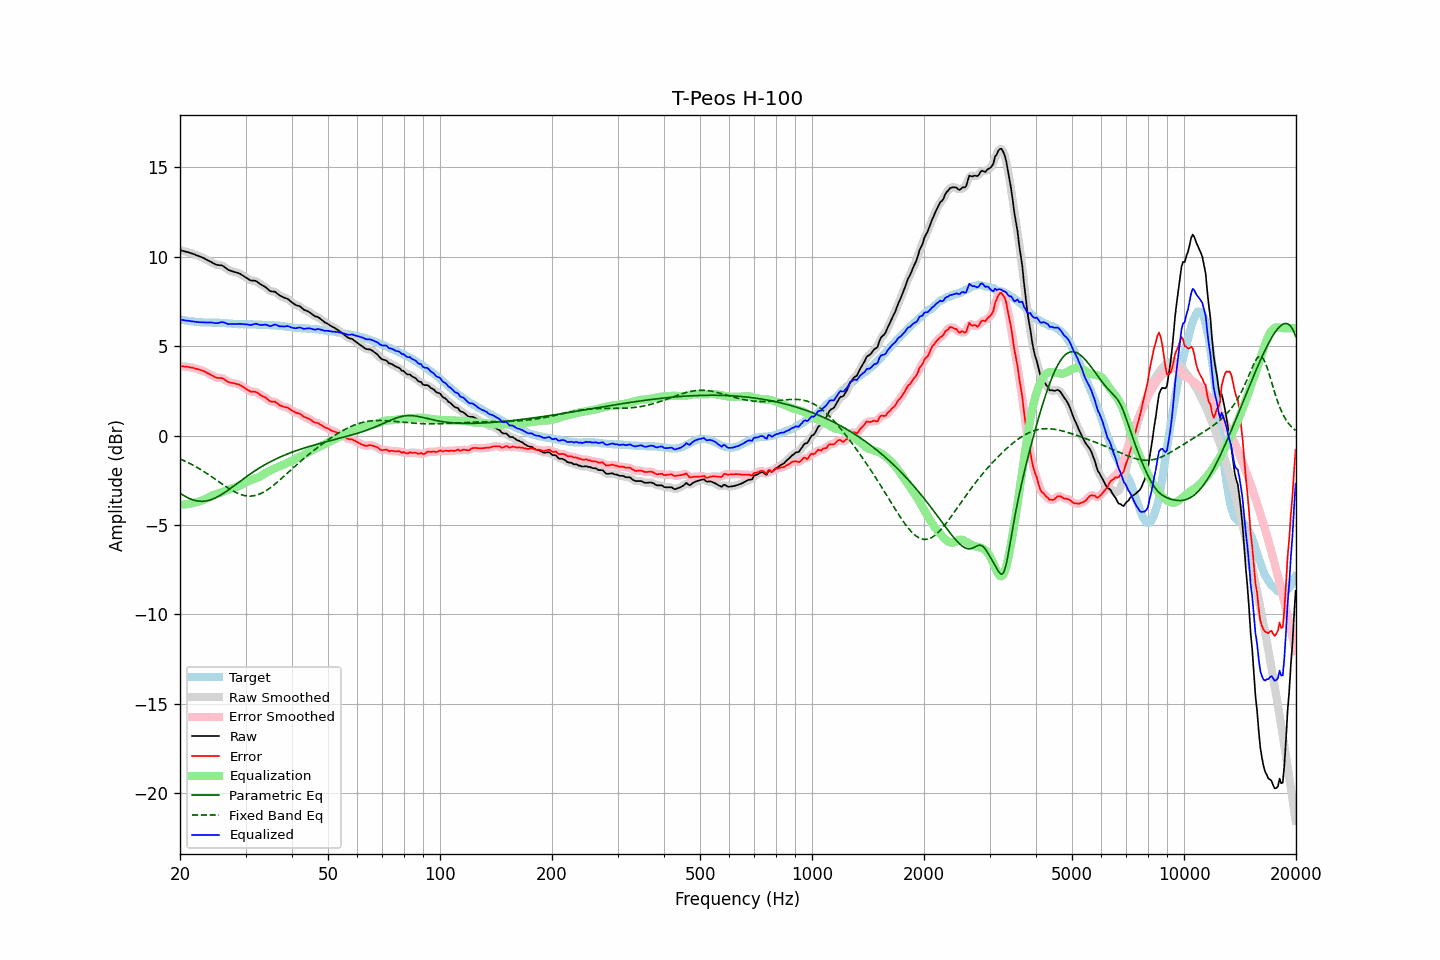 T-Peos H-100
Amplitude (dBr)
15
10
5
0
−5
−10
−15
−20
Target
Raw Smoothed
Error Smoothed
Raw
Error
Equalization
Parametric Eq
Fixed Band Eq
Equalized
20 50 100 200 500 1000 2000 5000 10000 20000
Frequency (Hz)